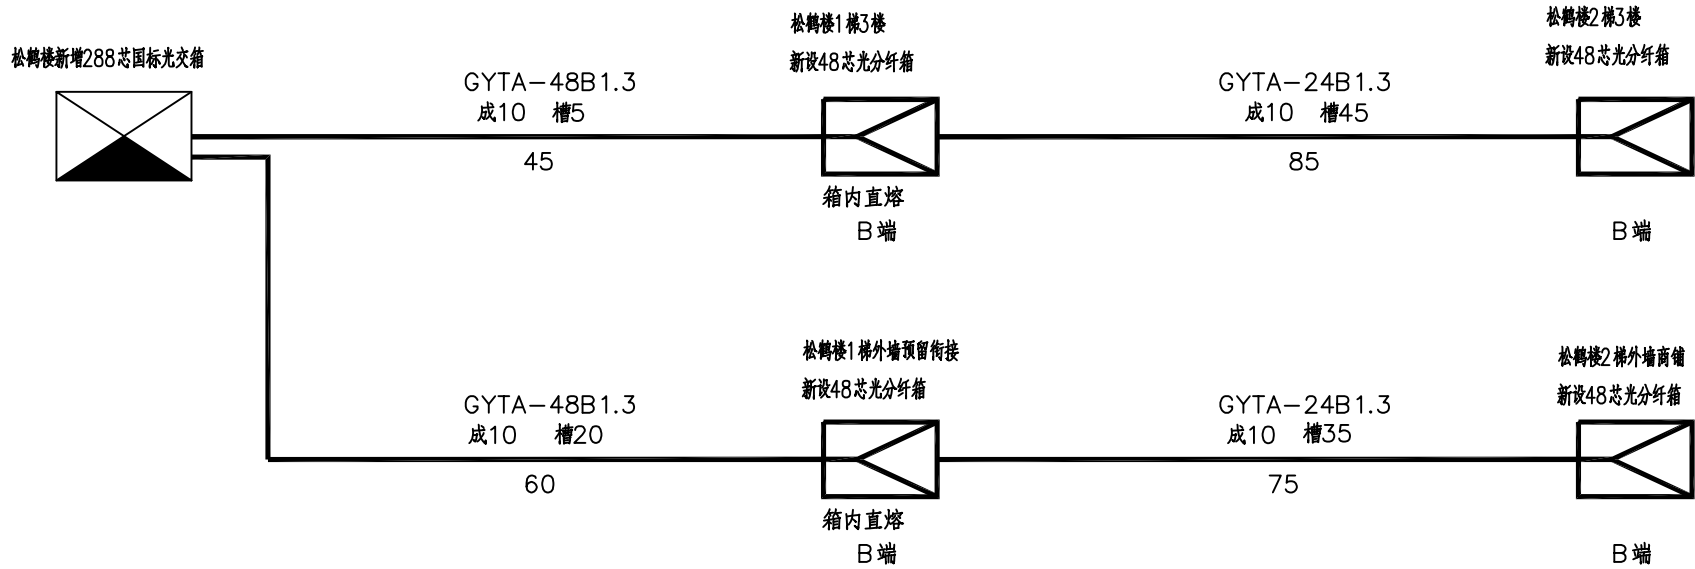 松鹤楼新增288芯国标光交箱
GYTA-48B1.3
成10 槽5
45
松鹤楼1梯3楼
新设48芯光分纤箱
箱内直熔
B端
GYTA-24B1.3
成10 槽45
85
松鹤楼2梯3楼
新设48芯光分纤箱
B端
GYTA-48B1.3
成10 槽20
60
松鹤楼1梯外墙预留衔接
新设48芯光分纤箱
箱内直熔
B端
GYTA-24B1.3
成10 槽35
75
松鹤楼2梯外墙商铺
新设48芯光分纤箱
B端